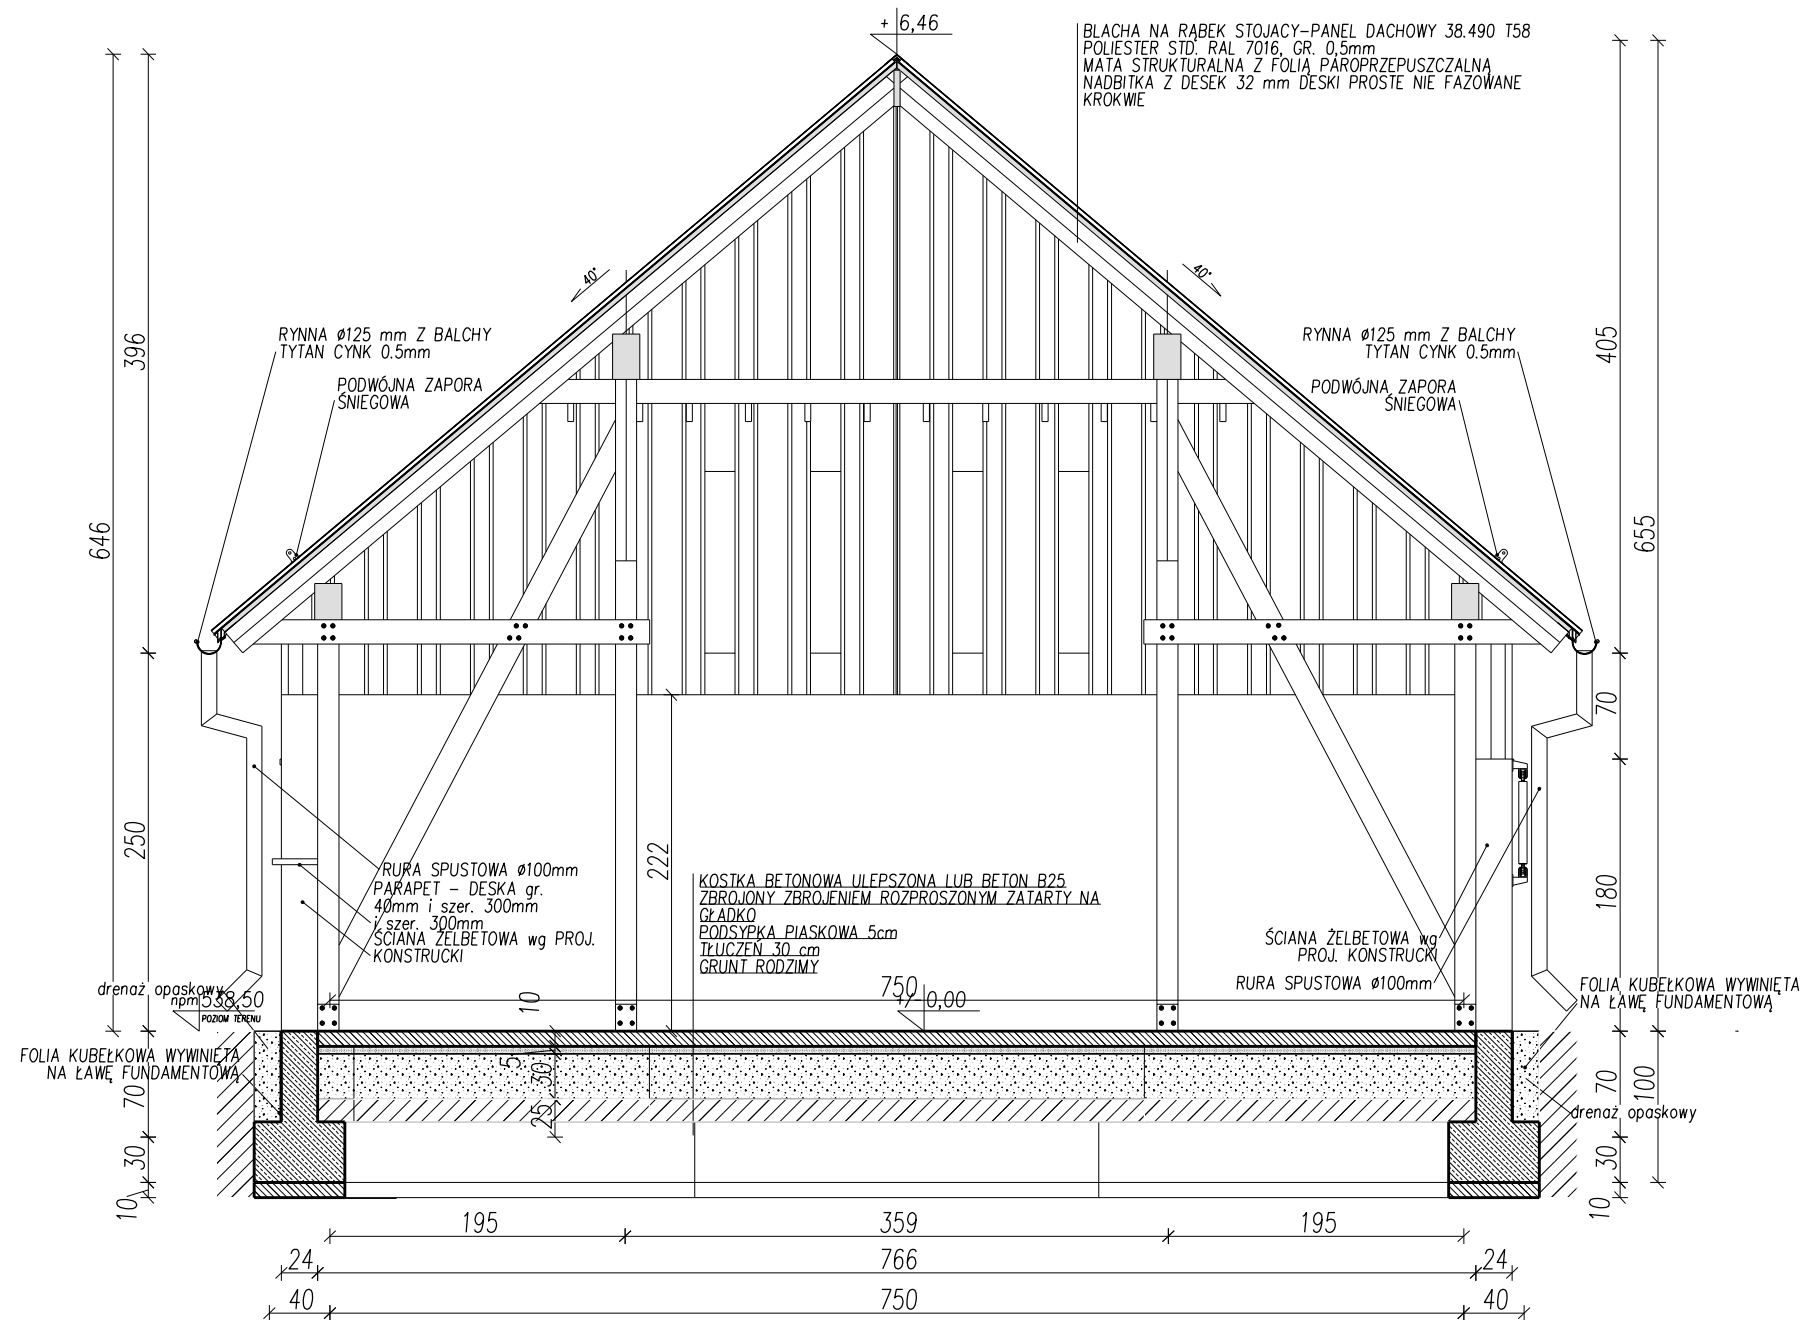 + 6,46
BLACHA NA RĄBEK STOJACY-PANEL DACHOWY 38.490 T58
POLIESTER STD. RAL 7016, GR. 0,5mm
MATA STRUKTURALNA Z FOLIĄ PAROPRZEPUSZCZALNĄ
NADBITKA Z DESEK 32 mm DESKI PROSTE NIE FAZOWANE
KROKWIE
40°
40°
RYNNA ø125 mm Z BALCHY
TYTAN CYNK 0.5mm
PODWÓJNA ZAPORA
ŚNIEGOWA
RYNNA ø125 mm Z BALCHY
TYTAN CYNK 0.5mm
PODWÓJNA ZAPORA
ŚNIEGOWA
396
646
250
405
655
70
180
222
RURA SPUSTOWA ø100mm
PARAPET – DESKA gr.
40mm i szer. 300mm
i szer. 300mm
ŚCIANA ŻELBETOWA wg PROJ.
KONSTRUCKI
KOSTKA BETONOWA ULEPSZONA LUB BETON B25
ZBROJONY ZBROJENIEM ROZPROSZONYM ZATARTY NA
GŁADKO
PODSYPKA PIASKOWA 5cm
TŁUCZEŃ 30 cm
GRUNT RODZIMY
ŚCIANA ŻELBETOWA wg
PROJ. KONSTRUCKI
RURA SPUSTOWA ø100mm
FOLIA KUBEŁKOWA WYWINIĘTA
NA ŁAWĘ FUNDAMENTOWĄ
drenaż opaskowy
npm 538,50
POZIOM TERENU
750
+/- 0,00
10
5
30
25
FOLIA KUBEŁKOWA WYWINIĘTA
NA ŁAWĘ FUNDAMENTOWĄ
drenaż opaskowy
70
30
10
70
100
30
10
195 359 195
24 766 24
40 750 40